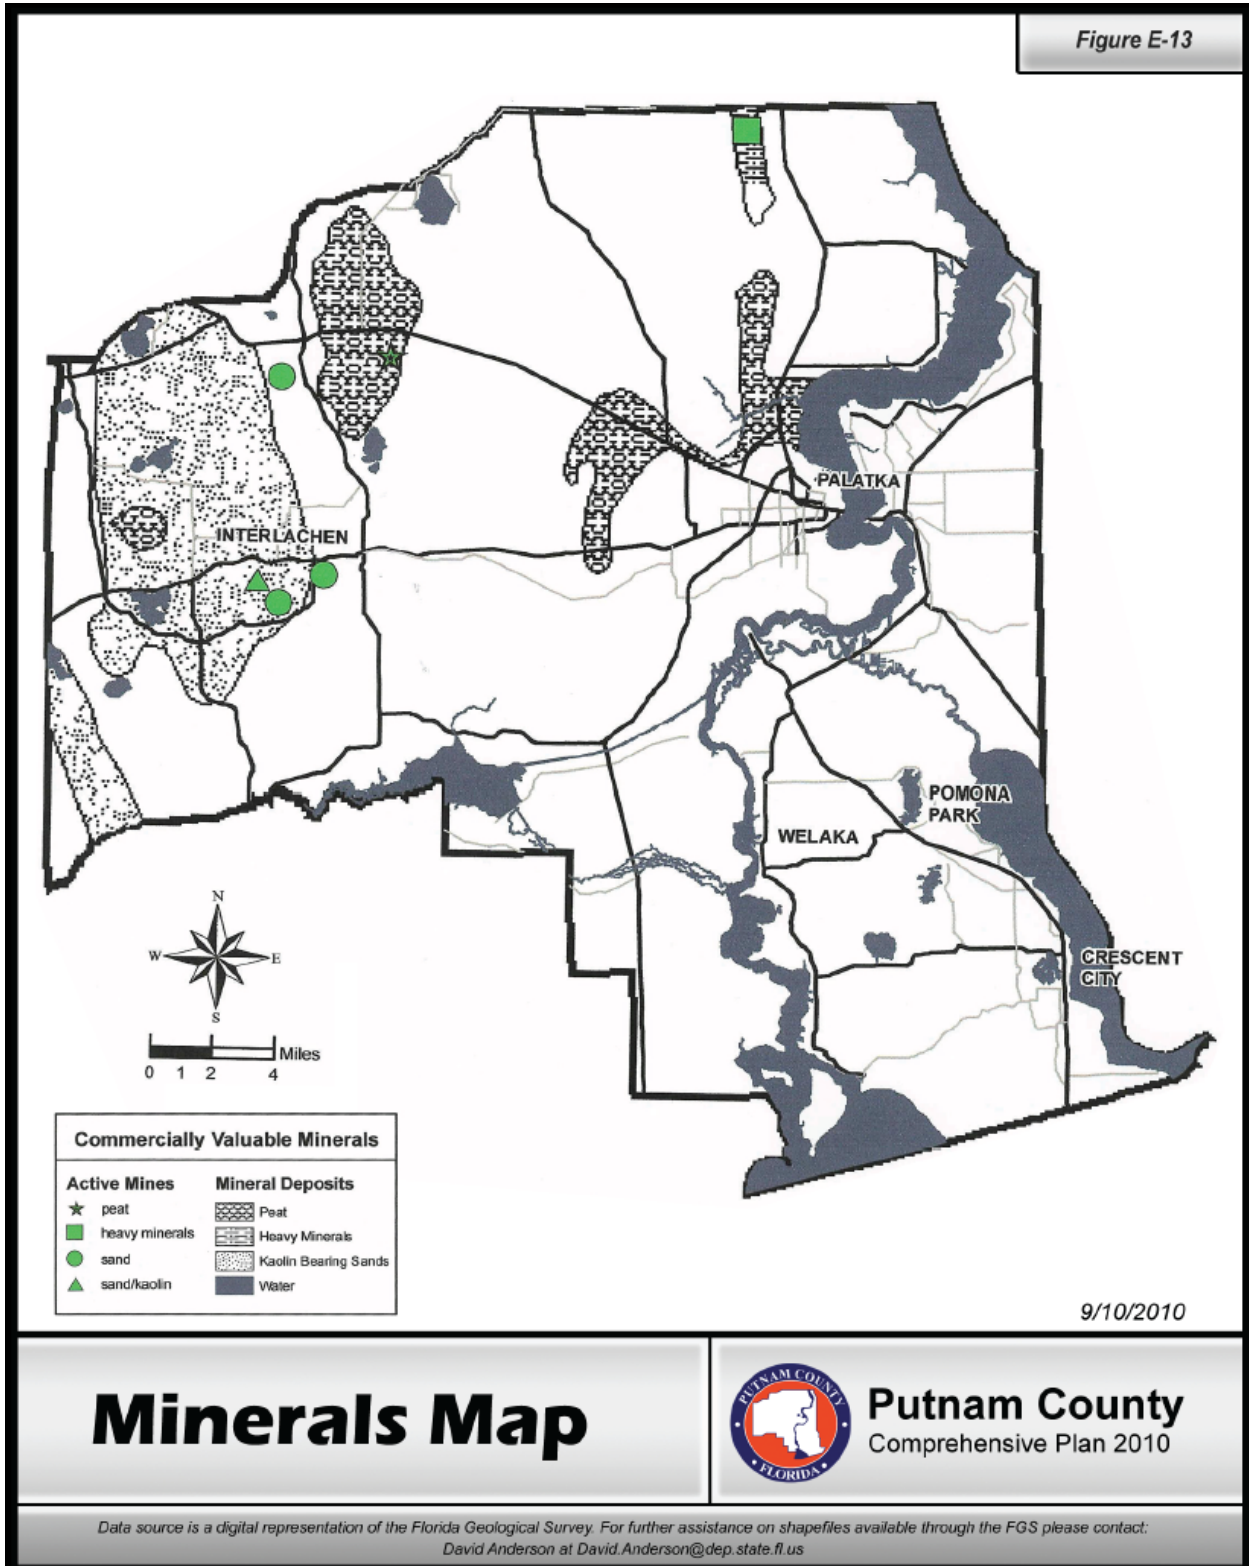 Figure E-13
PALATKA
INTERLACHEN
POMONA
PARK
WELAKA
CRESCENT
CITY
N
W
E
S
Miles
0 1 2 4
Commercially Valuable Minerals
Active Mines
peat
heavy minerals
sand
sand/kaolin
Mineral Deposits
Peat
Heavy Minerals
Kaolin Bearing Sands
Water
9/10/2010
Minerals Map
PUTNAM COUNTY
FLORIDA
Putnam County
Comprehensive Plan 2010
Data source is a digital representation of the Florida Geological Survey. For further assistance on shapefiles available through the FGS please contact:
David Anderson at David.Anderson@dep.state.fl.us